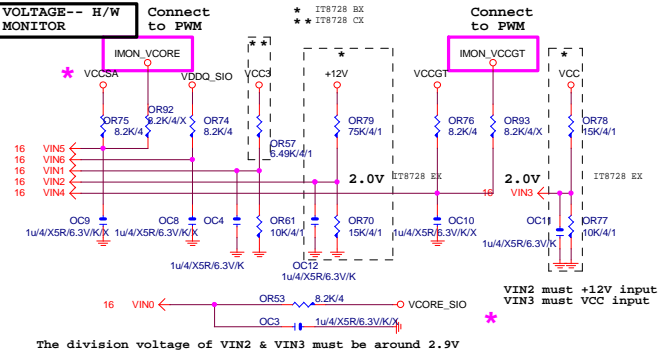 VOLTAGE-- H/W
MONITOR
Connect
to PWM
* IT8728 BX
** IT8728 CX
Connect
to PWM
IMON_VCORE
IMON_VCCGT
* VCCSA
VDDQ_SIO
** VCC3
*
+12V
VCCGT
*
VCC
OR75
8.2K/4
OR92
8.2K/4/X
OR74
8.2K/4
OR57
6.49K/4/1
OR79
75K/4/1
OR76
8.2K/4
OR93
8.2K/4/X
OR78
15K/4/1
16 VIN5
16 VIN6
16 VIN1
16 VIN2
16 VIN4
2.0V
IT8728 EX
2.0V
16 VIN3
IT8728 EX
OC9
1u/4/X5R/6.3V/K/X
OC8
1u/4/X5R/6.3V/K
OC4
1u/4/X5R/6.3V/K
OR61
10K/4/1
OC12
1u/4/X5R/6.3V/K
OR70
15K/4/1
OC10
1u/4/X5R/6.3V/K/X
OC11
1u/4/X5R/6.3V/K
OR77
10K/4/1
VIN2 must +12V input
VIN3 must VCC input
16 VIN0
OR53
8.2K/4
VCORE_SIO
OC3
1u/4/X5R/6.3V/K/X
*
The division voltage of VIN2 & VIN3 must be around 2.9V